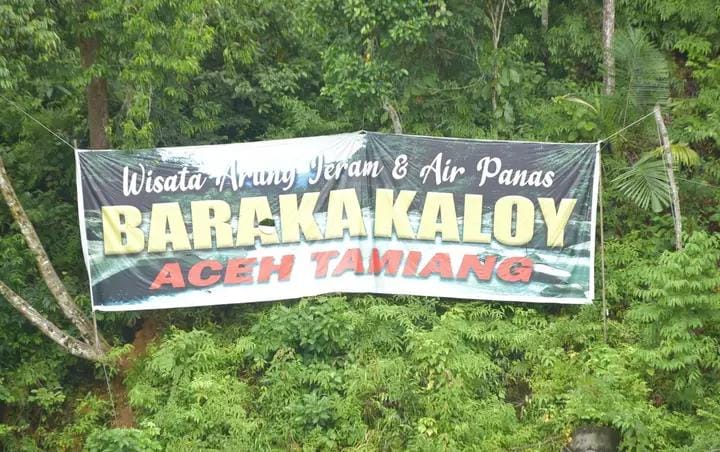 Wisata Arung Jeram & Air Panas
BARAKA KALOY
ACEH TAMIANG